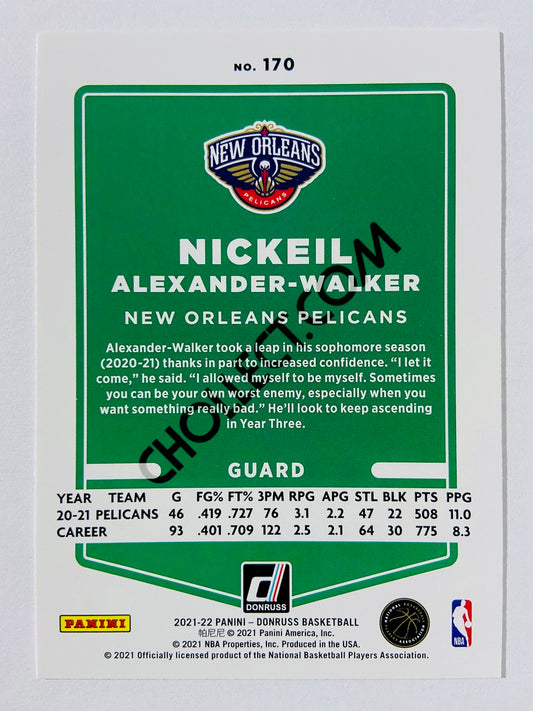 NO. 170
NEW ORLEANS
PELICANS
NICKEIL
ALEXANDER-WALKER
NEW ORLEANS PELICANS
Alexander-Walker took a leap in his sophomore season
(2020-21) thanks in part to increased confidence. “I let it
come,” he said. “I allowed myself to be myself. Sometimes
you can be your own worst enemy, especially when you
want something really bad.” He’ll look to keep ascending
in Year Three.
CHOLLECT.COM
GUARD
YEAR TEAM G FG% FT% 3PM RPG APG STL BLK PTS PPG
20-21 PELICANS 46 .419 .727 76 3.1 2.2 47 22 508 11.0
CAREER 93 .401 .709 122 2.5 2.1 64 30 775 8.3
DONRUSS
PANINI
2021-22 PANINI – DONRUSS BASKETBALL
帕尼尼 © 2021 Panini America, Inc.
© 2021 NBA Properties, Inc. Produced in the USA.
© 2021 Officially licensed product of the National Basketball Players Association.
NATIONAL BASKETBALL PLAYERS ASSOCIATION
NBA